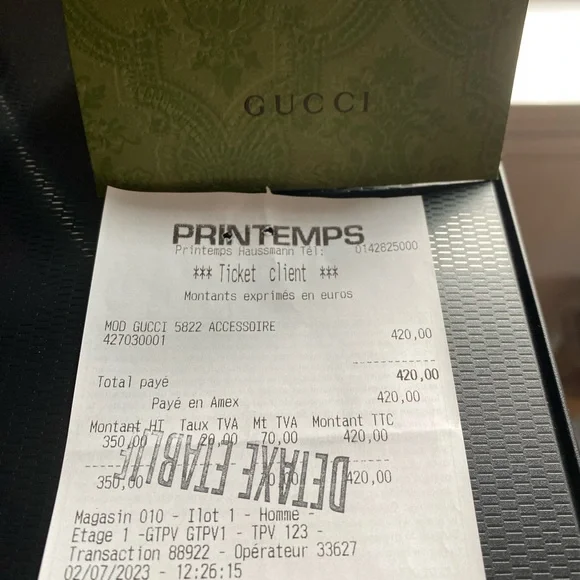 GUCCI
PRINTEMPS
Printemps Haussmann Tél: 0142825000
*** Ticket client ***
Montants exprimés en euros
MOD GUCCI 5822 ACCESSOIRE
427030001 420,00
Total payé 420,00
Payé en Amex 420,00
Montant HT Taux TVA Mt TVA Montant TTC
350,00 20,00 70,00 420,00
350,00 70,00 420,00
DETAXE ETABLIE
Magasin 010 - Ilot 1 - Homme -
Etage 1 -GTPV GTPV1 - TPV 123 -
Transaction 88922 - Opérateur 33627
02/07/2023 - 12:26:15